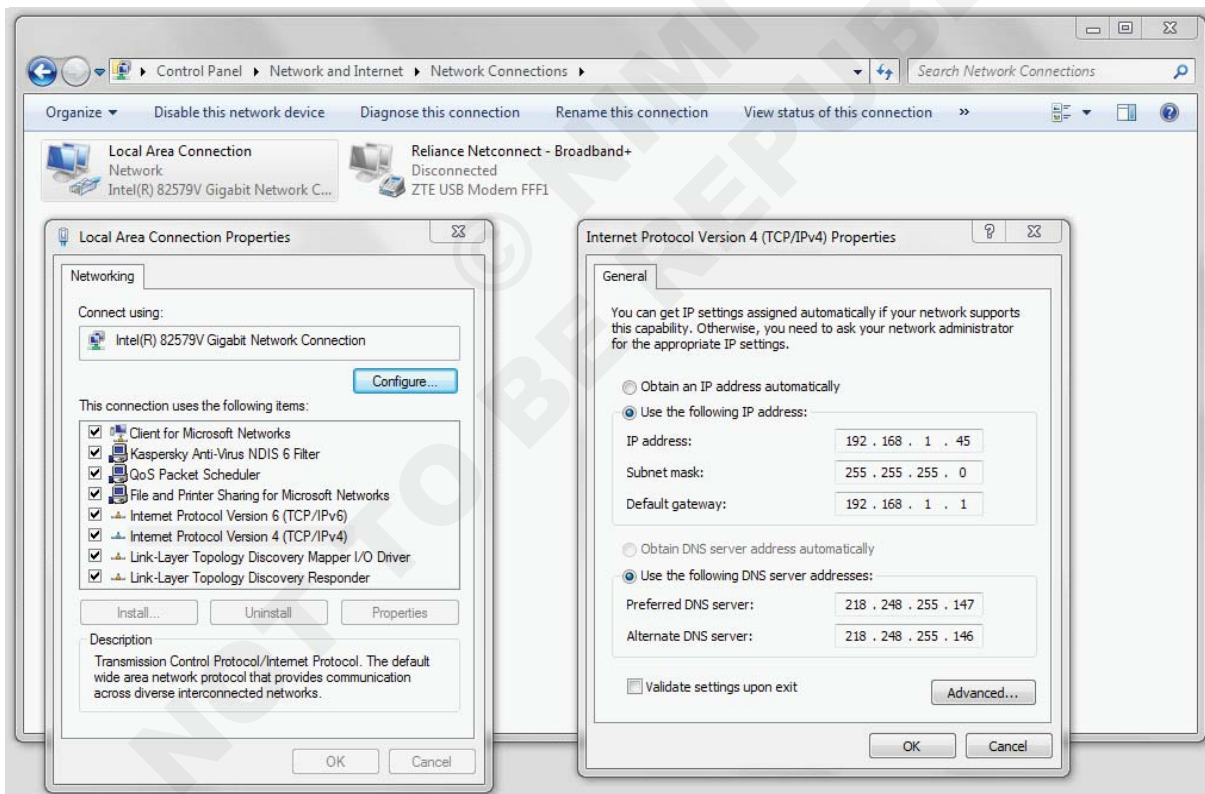 Control Panel Network and Internet Network Connections
Search Network Connections
Organize Disable this network device Diagnose this connection Rename this connection View status of this connection »
Local Area Connection
Network
Intel(R) 82579V Gigabit Network C...
Reliance Netconnect - Broadband+
Disconnected
ZTE USB Modem FFF1
Local Area Connection Properties
Networking
Connect using:
Intel(R) 82579V Gigabit Network Connection
Configure...
This connection uses the following items:
Client for Microsoft Networks
Kaspersky Anti-Virus NDIS 6 Filter
QoS Packet Scheduler
File and Printer Sharing for Microsoft Networks
Internet Protocol Version 6 (TCP/IPv6)
Internet Protocol Version 4 (TCP/IPv4)
Link-Layer Topology Discovery Mapper I/O Driver
Link-Layer Topology Discovery Responder
Install... Uninstall Properties
Description
Transmission Control Protocol/Internet Protocol. The default
wide area network protocol that provides communication
across diverse interconnected networks.
OK Cancel
Internet Protocol Version 4 (TCP/IPv4) Properties
General
You can get IP settings assigned automatically if your network supports
this capability. Otherwise, you need to ask your network administrator
for the appropriate IP settings.
Obtain an IP address automatically
Use the following IP address:
IP address: 192 . 168 . 1 . 45
Subnet mask: 255 . 255 . 255 . 0
Default gateway: 192 . 168 . 1 . 1
Obtain DNS server address automatically
Use the following DNS server addresses:
Preferred DNS server: 218 . 248 . 255 . 147
Alternate DNS server: 218 . 248 . 255 . 146
Validate settings upon exit
Advanced...
OK Cancel
© NIMI
NOT TO BE REPUBL